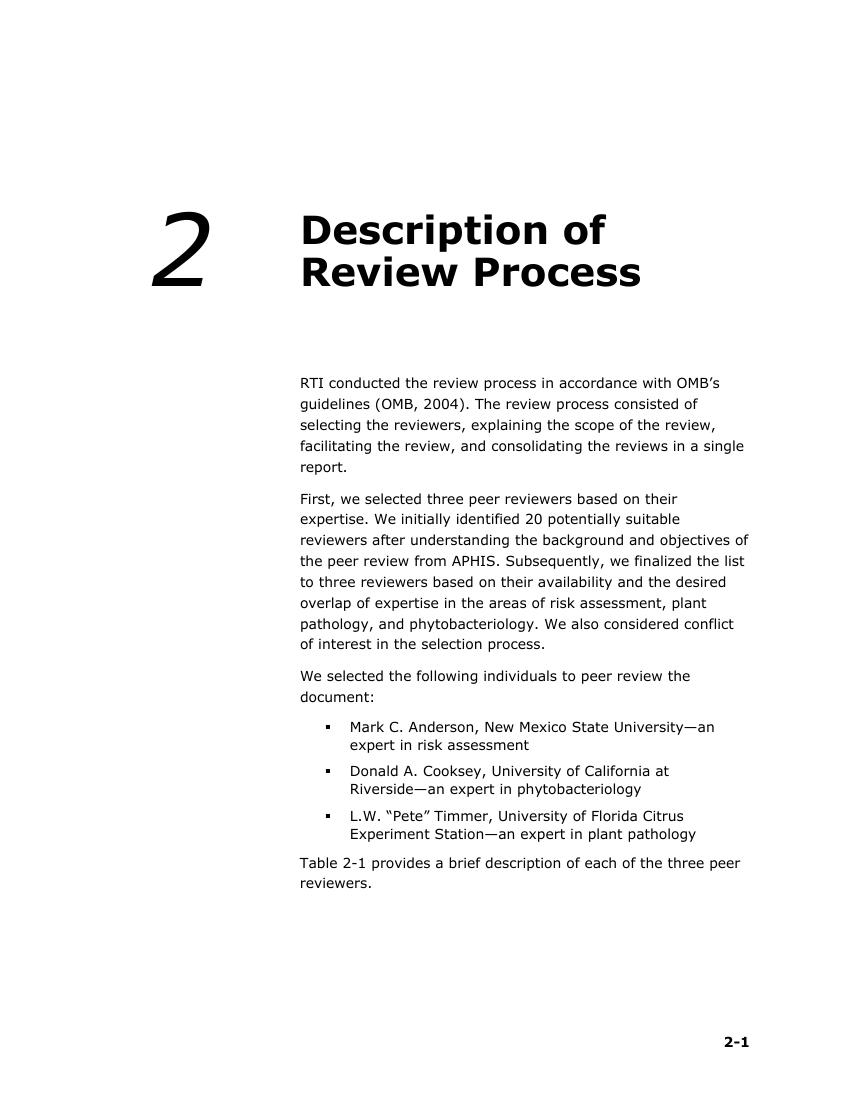 2
Description of
Review Process
RTI conducted the review process in accordance with OMB’s
guidelines (OMB, 2004). The review process consisted of
selecting the reviewers, explaining the scope of the review,
facilitating the review, and consolidating the reviews in a single
report.
First, we selected three peer reviewers based on their
expertise. We initially identified 20 potentially suitable
reviewers after understanding the background and objectives of
the peer review from APHIS. Subsequently, we finalized the list
to three reviewers based on their availability and the desired
overlap of expertise in the areas of risk assessment, plant
pathology, and phytobacteriology. We also considered conflict
of interest in the selection process.
We selected the following individuals to peer review the
document:
▪ Mark C. Anderson, New Mexico State University—an
expert in risk assessment
▪ Donald A. Cooksey, University of California at
Riverside—an expert in phytobacteriology
▪ L.W. “Pete” Timmer, University of Florida Citrus
Experiment Station—an expert in plant pathology
Table 2-1 provides a brief description of each of the three peer
reviewers.
2-1